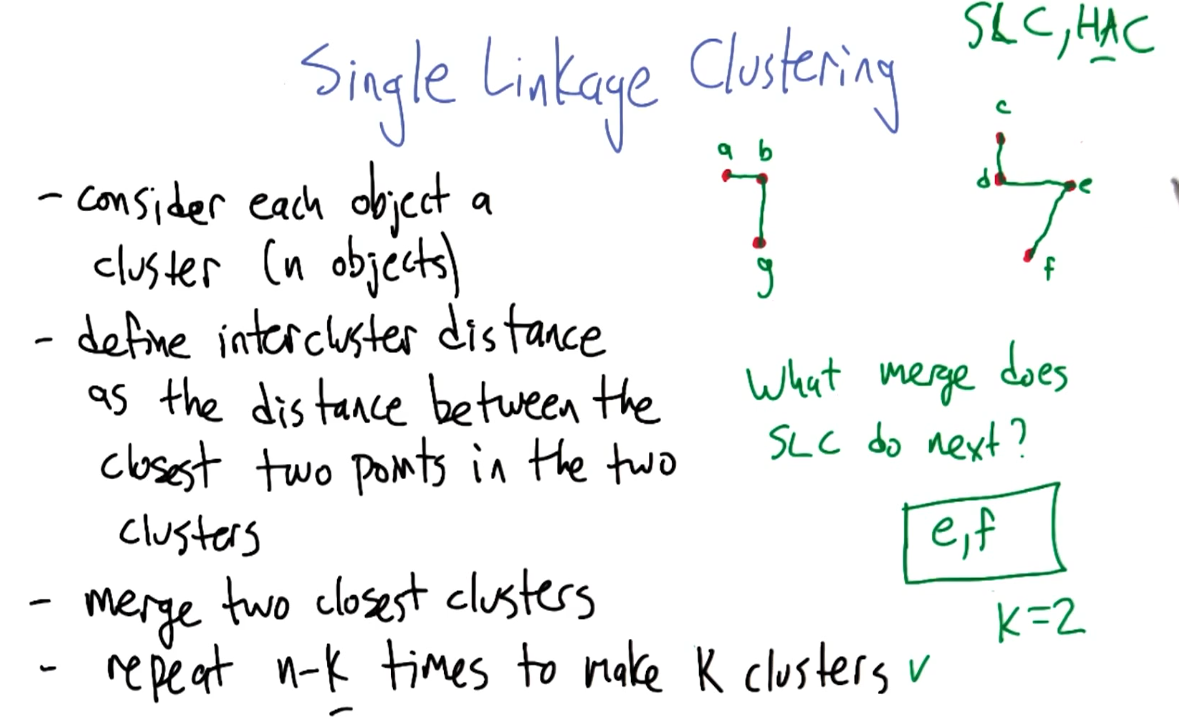 SLC, HAC
Single Linkage Clustering
- consider each object a
cluster (n objects)
- define intercluster distance
as the distance between the
closest two points in the two
clusters
- merge two closest clusters
- repeat n-k times to make K clusters ✓
a b
g
c
d e
f
What merge does
SLC do next?
e,f
K=2